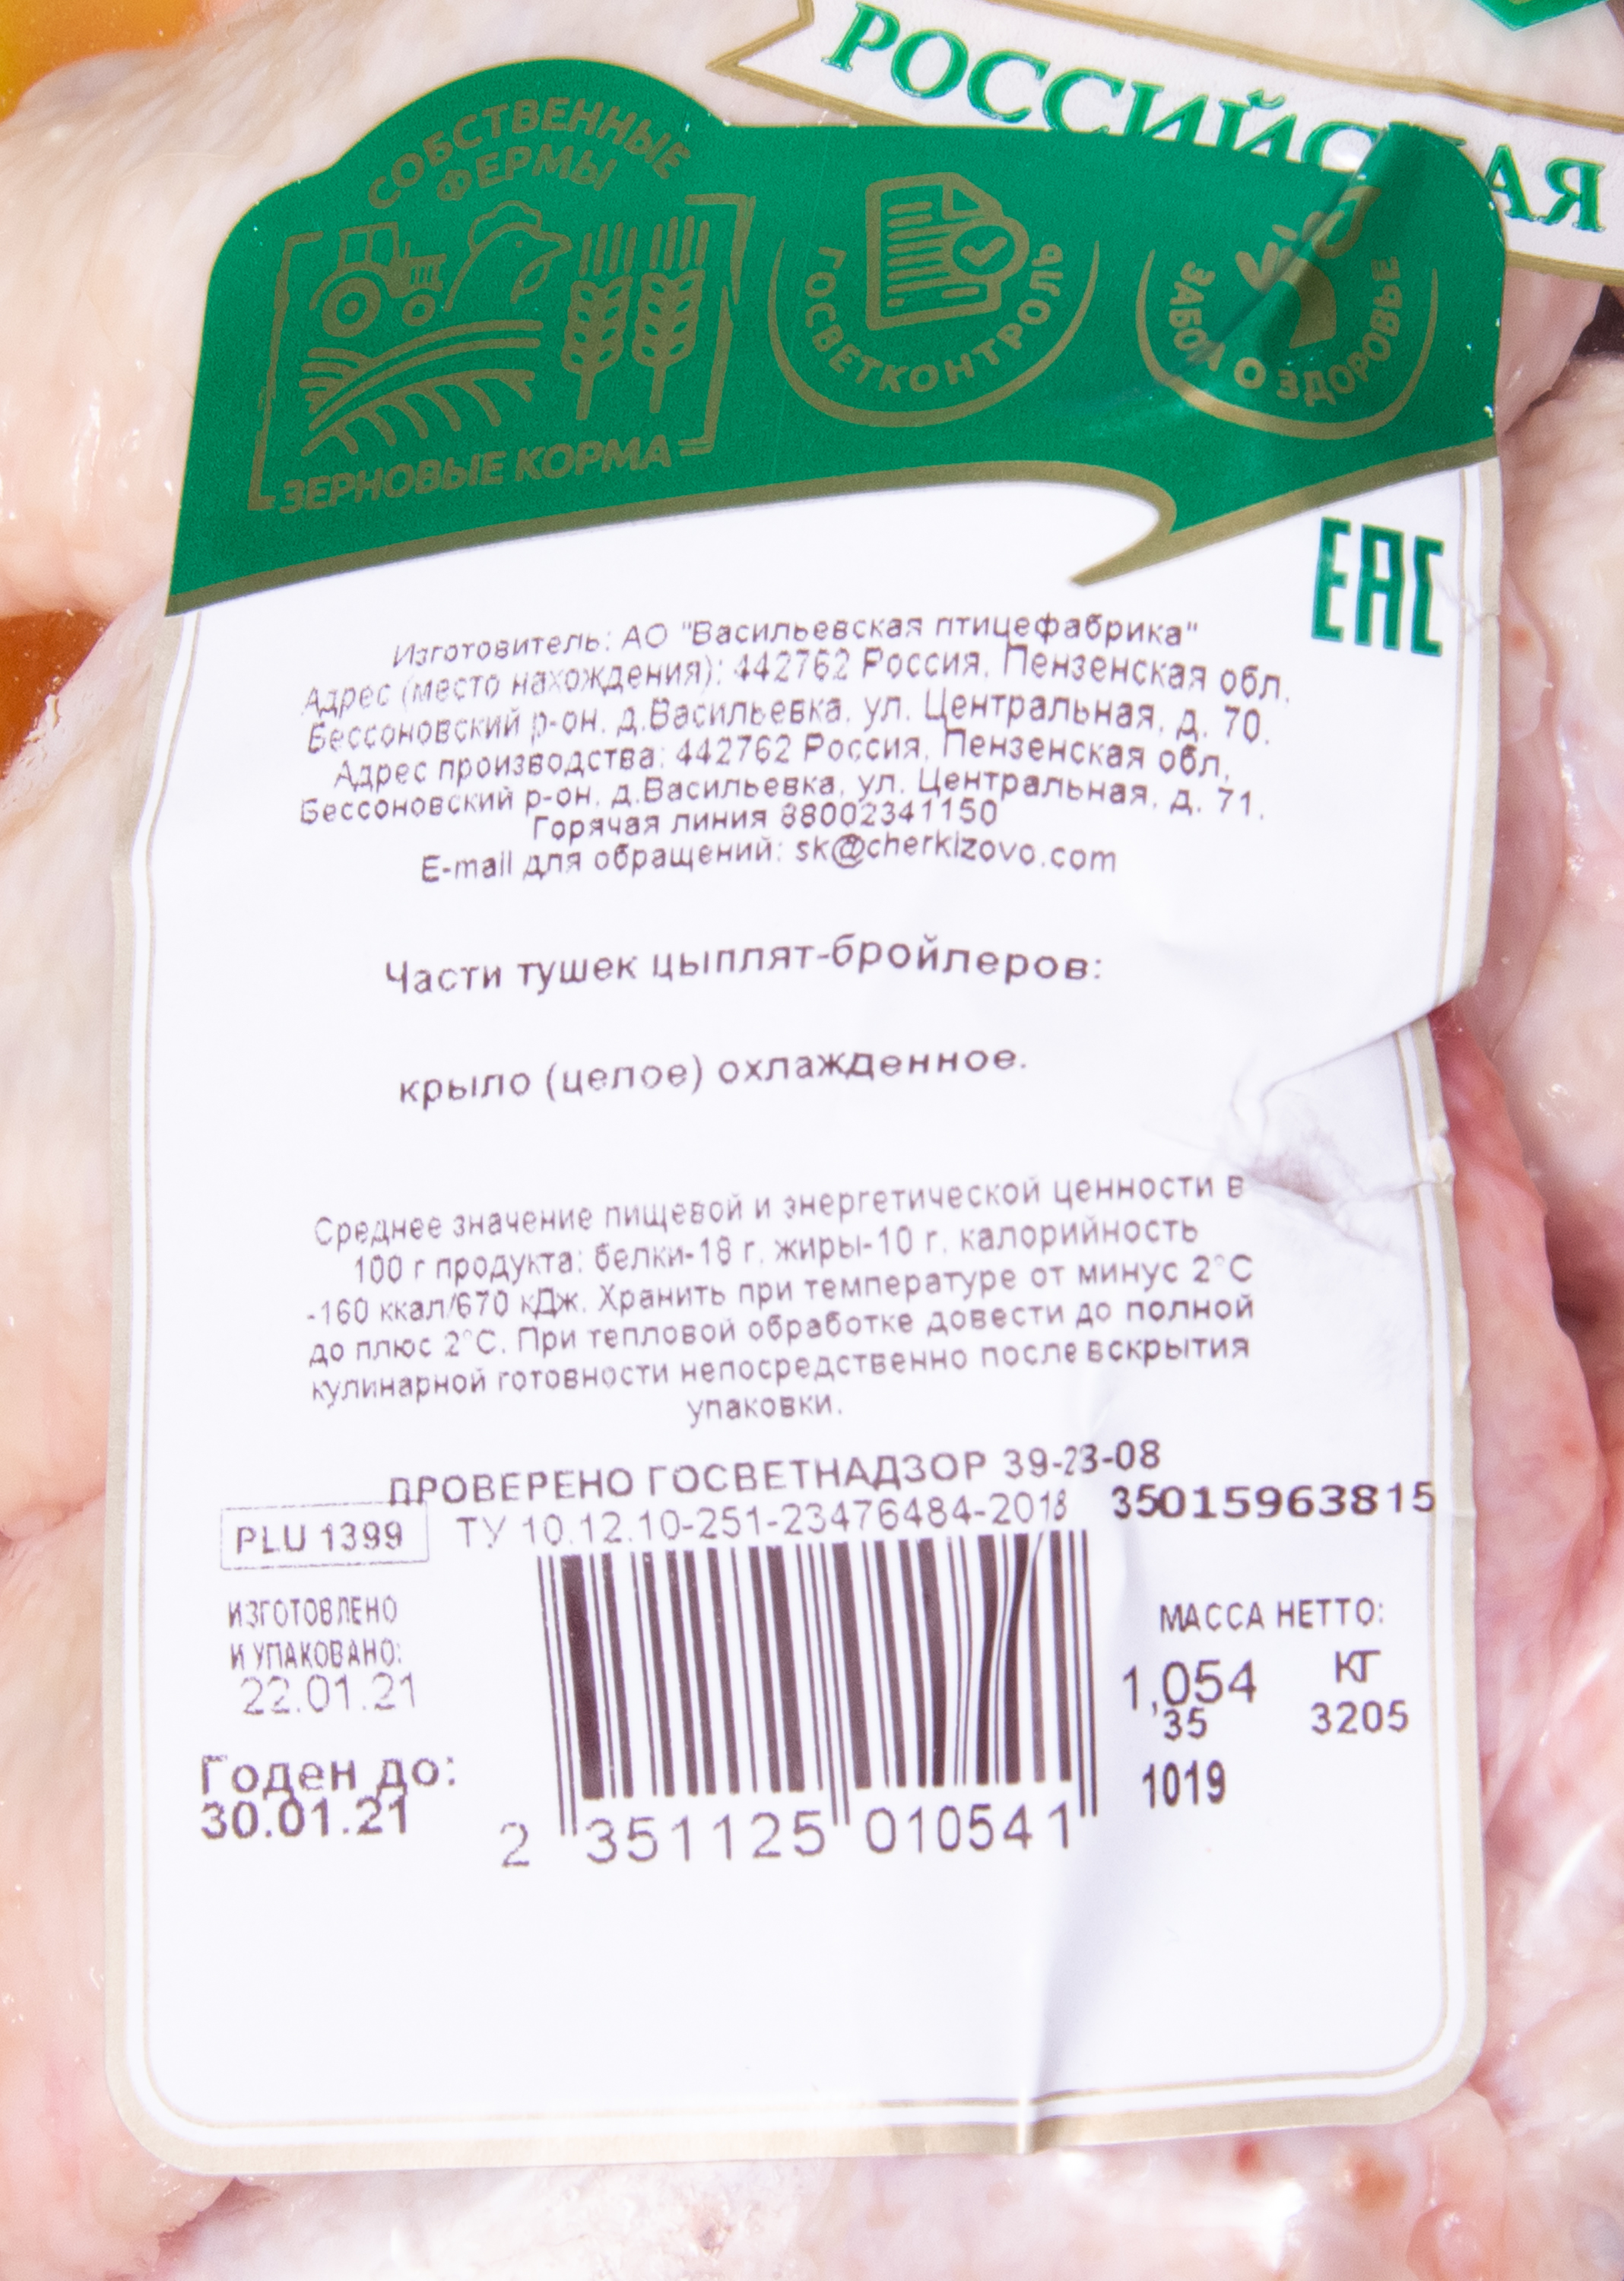 РОССИЙСКАЯ
СОБСТВЕННЫЕ
ФЕРМЫ
ЗЕРНОВЫЕ КОРМА
ГОСВЕТКОНТРОЛЬ
ЗАБОТА О ЗДОРОВЬЕ
EAC
Изготовитель: АО "Васильевская птицефабрика"
Адрес (место нахождения): 442762 Россия, Пензенская обл,
Бессоновский р-он, д.Васильевка, ул. Центральная, д. 70.
Адрес производства: 442762 Россия, Пензенская обл,
Бессоновский р-он, д.Васильевка, ул. Центральная, д. 71.
Горячая линия 88002341150
E-mail для обращений: sk@cherkizovo.com
Части тушек цыплят-бройлеров:
крыло (целое) охлажденное.
Среднее значение пищевой и энергетической ценности в
100 г продукта: белки-18 г, жиры-10 г, калорийность
-160 ккал/670 кДж. Хранить при температуре от минус 2°С
до плюс 2°С. При тепловой обработке довести до полной
кулинарной готовности непосредственно после вскрытия
упаковки.
ПРОВЕРЕНО ГОСВЕТНАДЗОР 39-23-08
PLU 1399 ТУ 10.12.10-251-23476484-2018 35015963815
ИЗГОТОВЛЕНО
И УПАКОВАНО:
22.01.21
Годен до:
30.01.21
2 351125 010541
МАССА НЕТТО:
1,054 КГ
35 3205
1019